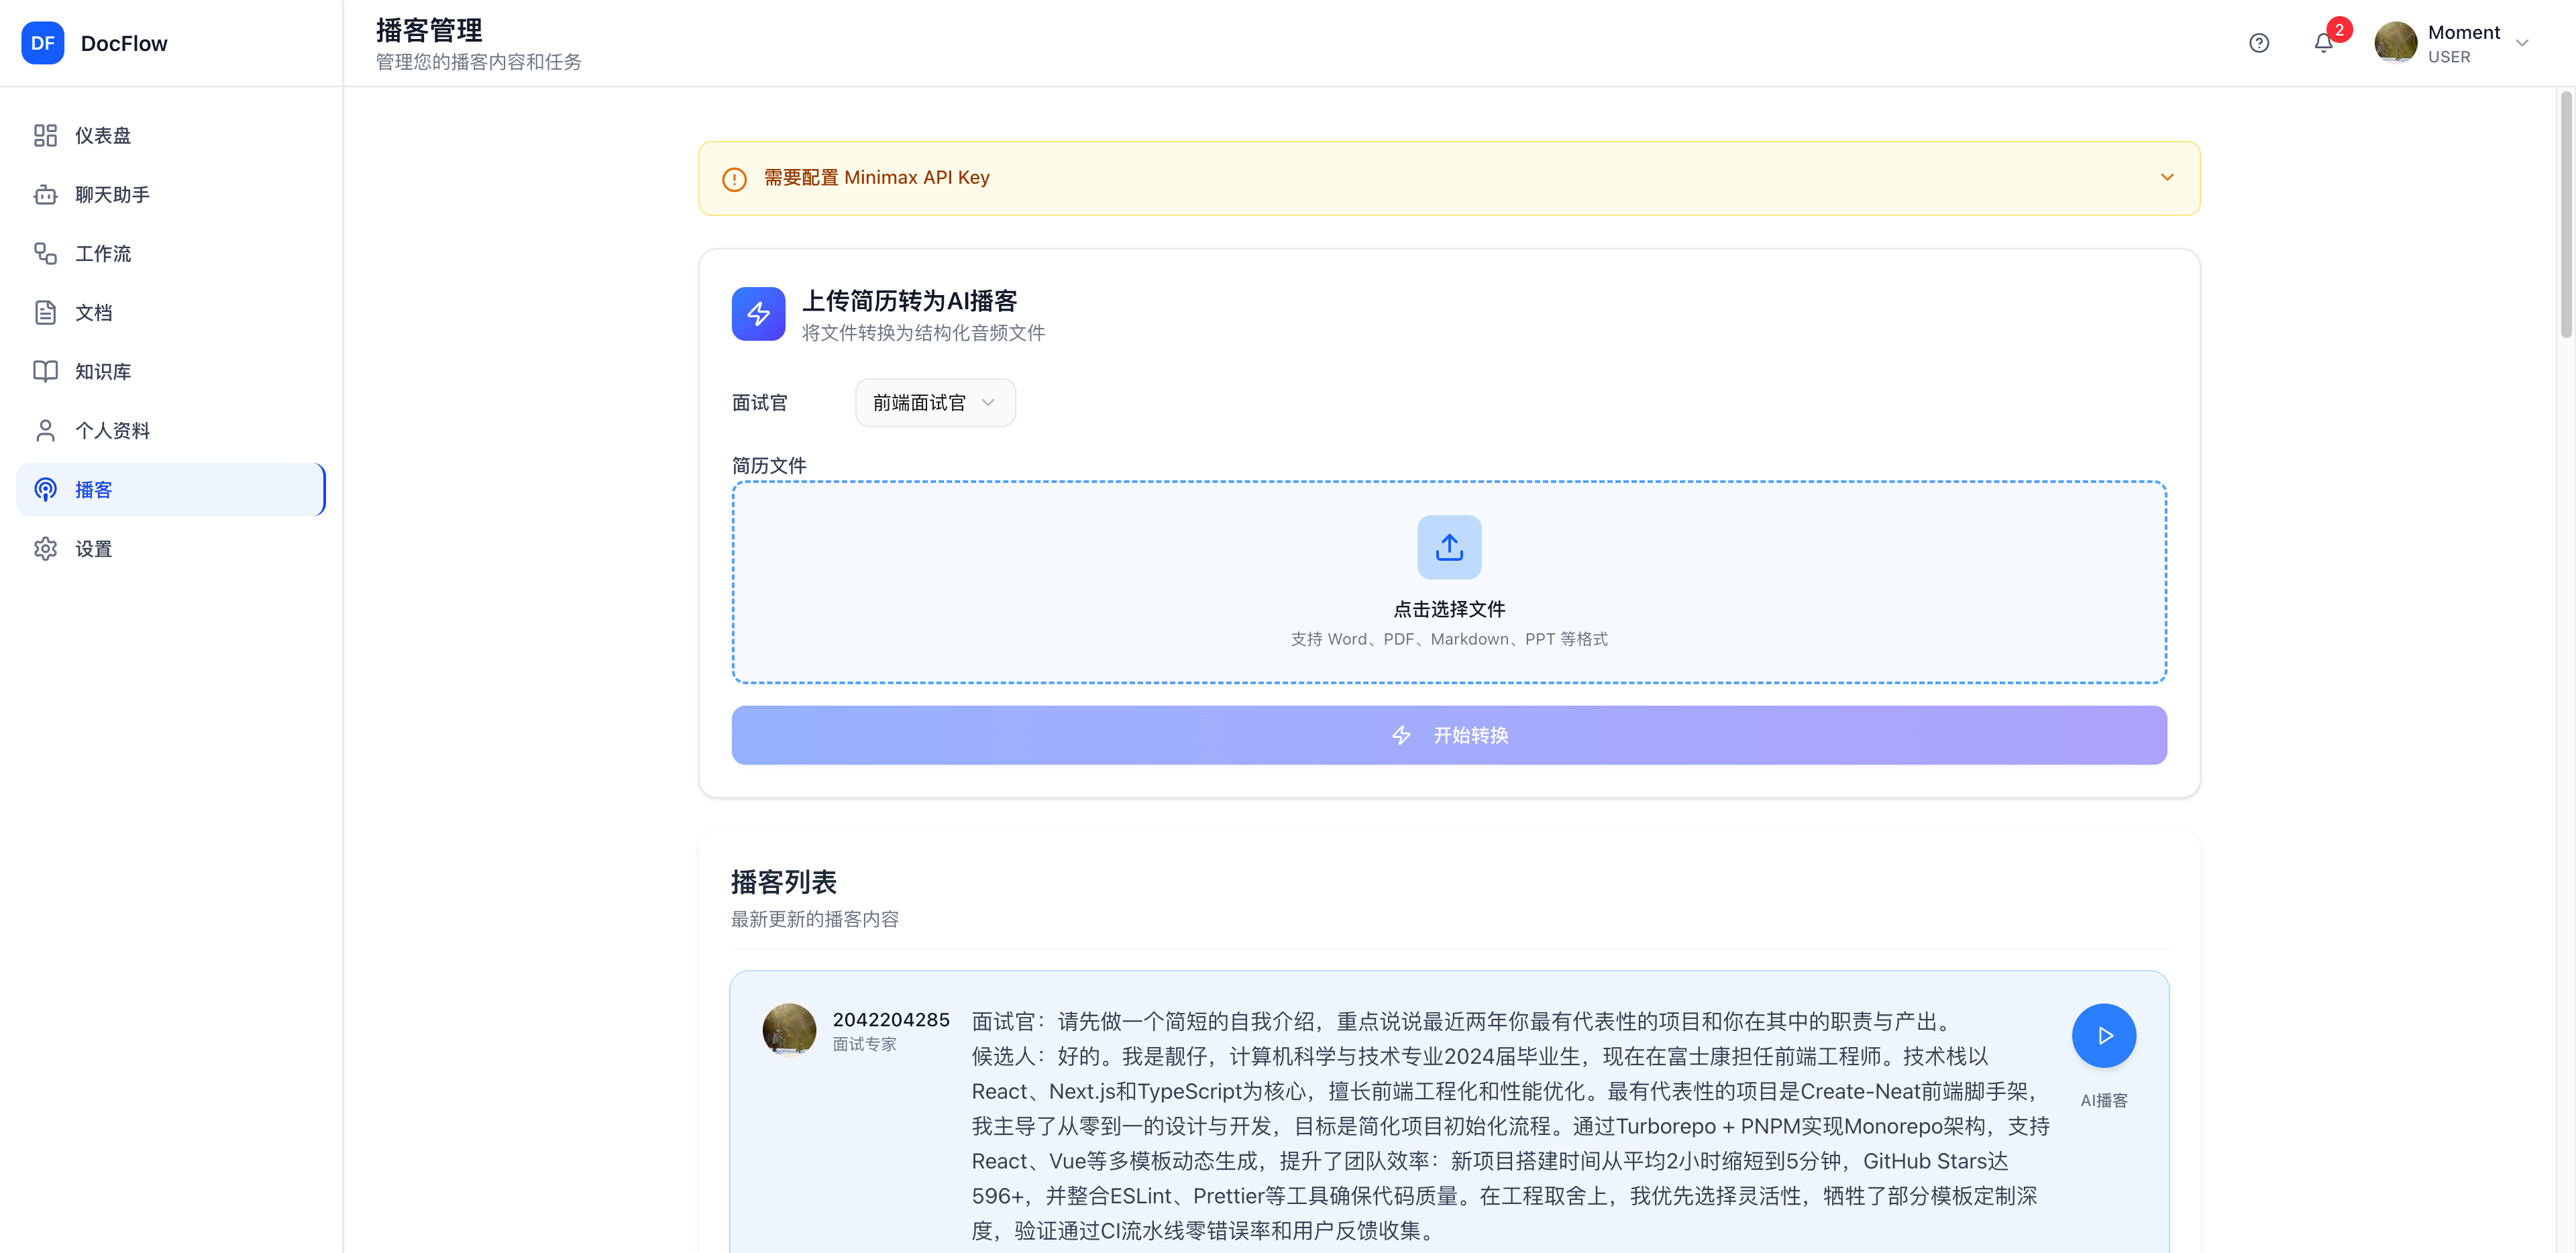 DF DocFlow
播客管理
管理您的播客内容和任务
2
Moment
USER
仪表盘
聊天助手
工作流
文档
知识库
个人资料
播客
设置
需要配置 Minimax API Key
上传简历转为AI播客
将文件转换为结构化音频文件
面试官 前端面试官
简历文件
点击选择文件
支持 Word、PDF、Markdown、PPT 等格式
开始转换
播客列表
最新更新的播客内容
2042204285
面试专家
面试官：请先做一个简短的自我介绍，重点说说最近两年你最有代表性的项目和你在其中的职责与产出。
候选人：好的。我是靓仔，计算机科学与技术专业2024届毕业生，现在在富士康担任前端工程师。技术栈以
React、Next.js和TypeScript为核心，擅长前端工程化和性能优化。最有代表性的项目是Create-Neat前端脚手架，
我主导了从零到一的设计与开发，目标是简化项目初始化流程。通过Turborepo + PNPM实现Monorepo架构，支持
React、Vue等多模板动态生成，提升了团队效率：新项目搭建时间从平均2小时缩短到5分钟，GitHub Stars达
596+，并整合ESLint、Prettier等工具确保代码质量。在工程取舍上，我优先选择灵活性，牺牲了部分模板定制深
度，验证通过CI流水线零错误率和用户反馈收集。
AI播客